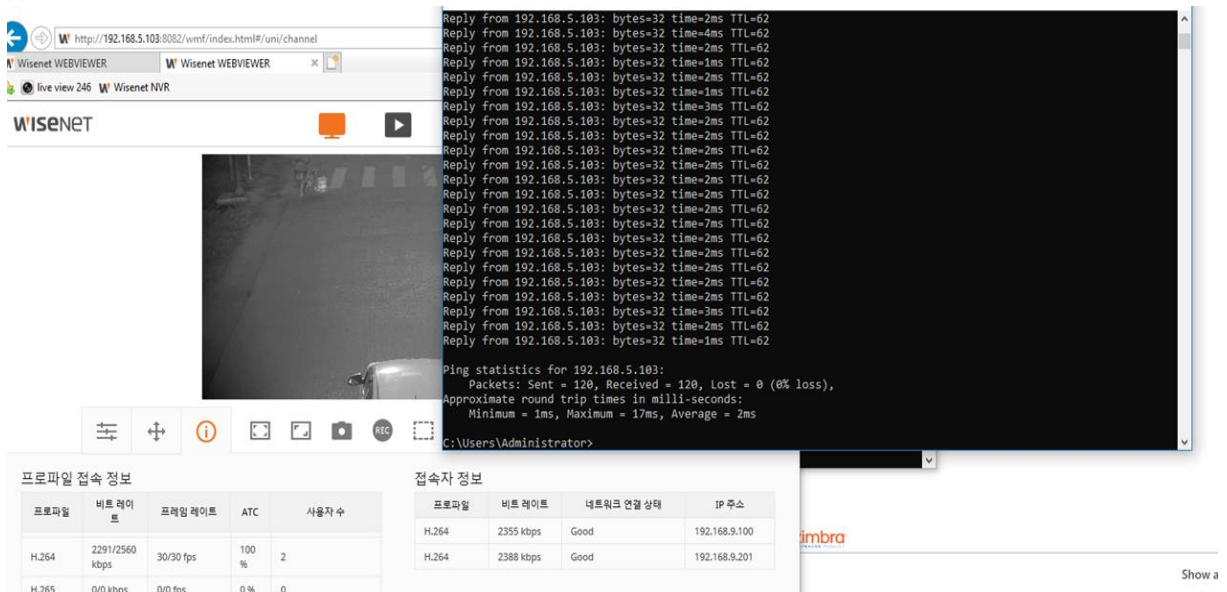 http://192.168.5.103:8082/wmf/index.html#/uni/channel
Wisenet WEBVIEWER
Wisenet WEBVIEWER
live view 246
Wisenet NVR
WISENET
Reply from 192.168.5.103: bytes=32 time=2ms TTL=62
Reply from 192.168.5.103: bytes=32 time=4ms TTL=62
Reply from 192.168.5.103: bytes=32 time=2ms TTL=62
Reply from 192.168.5.103: bytes=32 time=1ms TTL=62
Reply from 192.168.5.103: bytes=32 time=2ms TTL=62
Reply from 192.168.5.103: bytes=32 time=1ms TTL=62
Reply from 192.168.5.103: bytes=32 time=3ms TTL=62
Reply from 192.168.5.103: bytes=32 time=2ms TTL=62
Reply from 192.168.5.103: bytes=32 time=2ms TTL=62
Reply from 192.168.5.103: bytes=32 time=2ms TTL=62
Reply from 192.168.5.103: bytes=32 time=2ms TTL=62
Reply from 192.168.5.103: bytes=32 time=2ms TTL=62
Reply from 192.168.5.103: bytes=32 time=2ms TTL=62
Reply from 192.168.5.103: bytes=32 time=2ms TTL=62
Reply from 192.168.5.103: bytes=32 time=7ms TTL=62
Reply from 192.168.5.103: bytes=32 time=2ms TTL=62
Reply from 192.168.5.103: bytes=32 time=2ms TTL=62
Reply from 192.168.5.103: bytes=32 time=2ms TTL=62
Reply from 192.168.5.103: bytes=32 time=2ms TTL=62
Reply from 192.168.5.103: bytes=32 time=2ms TTL=62
Reply from 192.168.5.103: bytes=32 time=3ms TTL=62
Reply from 192.168.5.103: bytes=32 time=2ms TTL=62
Reply from 192.168.5.103: bytes=32 time=1ms TTL=62
Ping statistics for 192.168.5.103:
Packets: Sent = 120, Received = 120, Lost = 0 (0% loss),
Approximate round trip times in milli-seconds:
Minimum = 1ms, Maximum = 17ms, Average = 2ms
C:\Users\Administrator>
REC
프로파일 접속 정보
프로파일 비트 레이트 프레임 레이트 ATC 사용자 수
H.264 2291/2560 kbps 30/30 fps 100 % 2
H.265 0/0 kbps 0/0 fps 0 % 0
접속자 정보
프로파일 비트 레이트 네트워크 연결 상태 IP 주소
H.264 2355 kbps Good 192.168.9.100
H.264 2388 kbps Good 192.168.9.201
zimbra
Show a